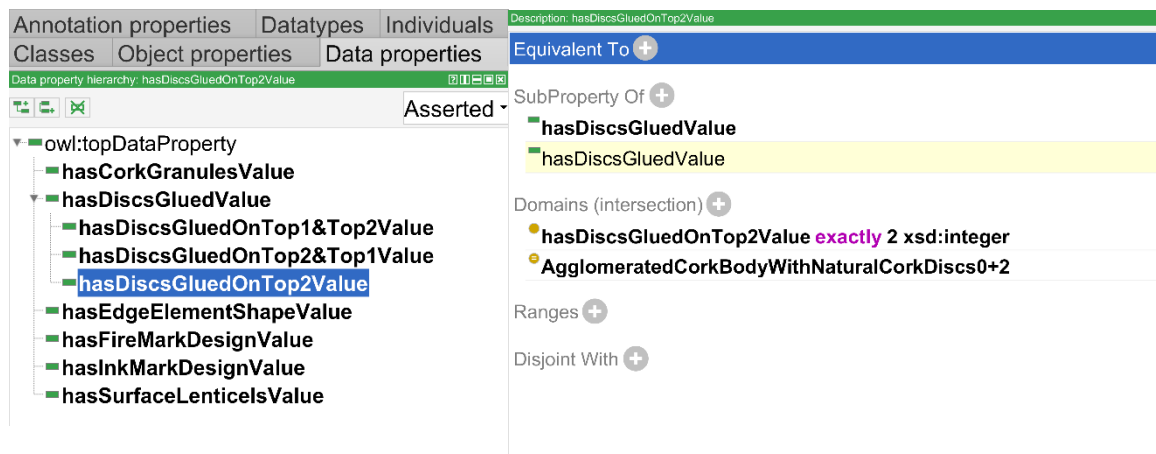 Annotation properties Datatypes Individuals
Classes Object properties Data properties
Data property hierarchy: hasDiscsGluedOnTop2Value
Asserted
owl:topDataProperty
hasCorkGranulesValue
hasDiscsGluedValue
hasDiscsGluedOnTop1&Top2Value
hasDiscsGluedOnTop2&Top1Value
hasDiscsGluedOnTop2Value
hasEdgeElementShapeValue
hasFireMarkDesignValue
hasInkMarkDesignValue
hasSurfaceLenticelsValue
Description: hasDiscsGluedOnTop2Value
Equivalent To
SubProperty Of
hasDiscsGluedValue
hasDiscsGluedValue
Domains (intersection)
hasDiscsGluedOnTop2Value exactly 2 xsd:integer
AgglomeratedCorkBodyWithNaturalCorkDiscs0+2
Ranges
Disjoint With